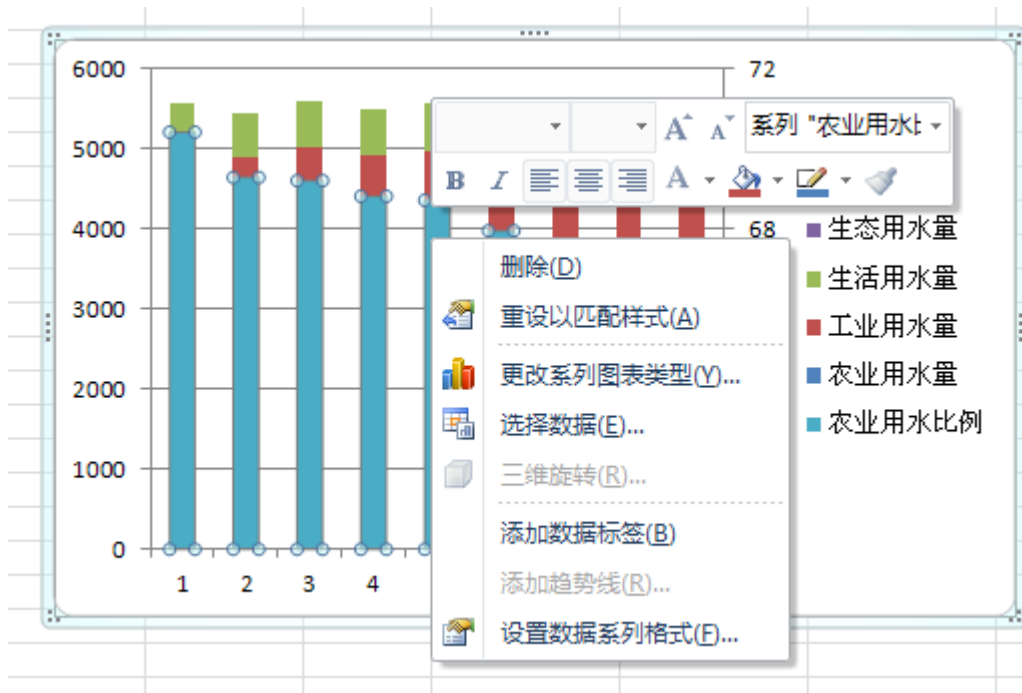 6000
72
系列 "农业用水比
5000
B I A
4000
68
生态用水量
删除(D)
生活用水量
3000
重设以匹配样式(A)
工业用水量
更改系列图表类型(Y)...
农业用水量
2000
选择数据(E)...
农业用水比例
1000
三维旋转(R)...
添加数据标签(B)
0
1 2 3 4
添加趋势线(R)...
设置数据系列格式(F)...